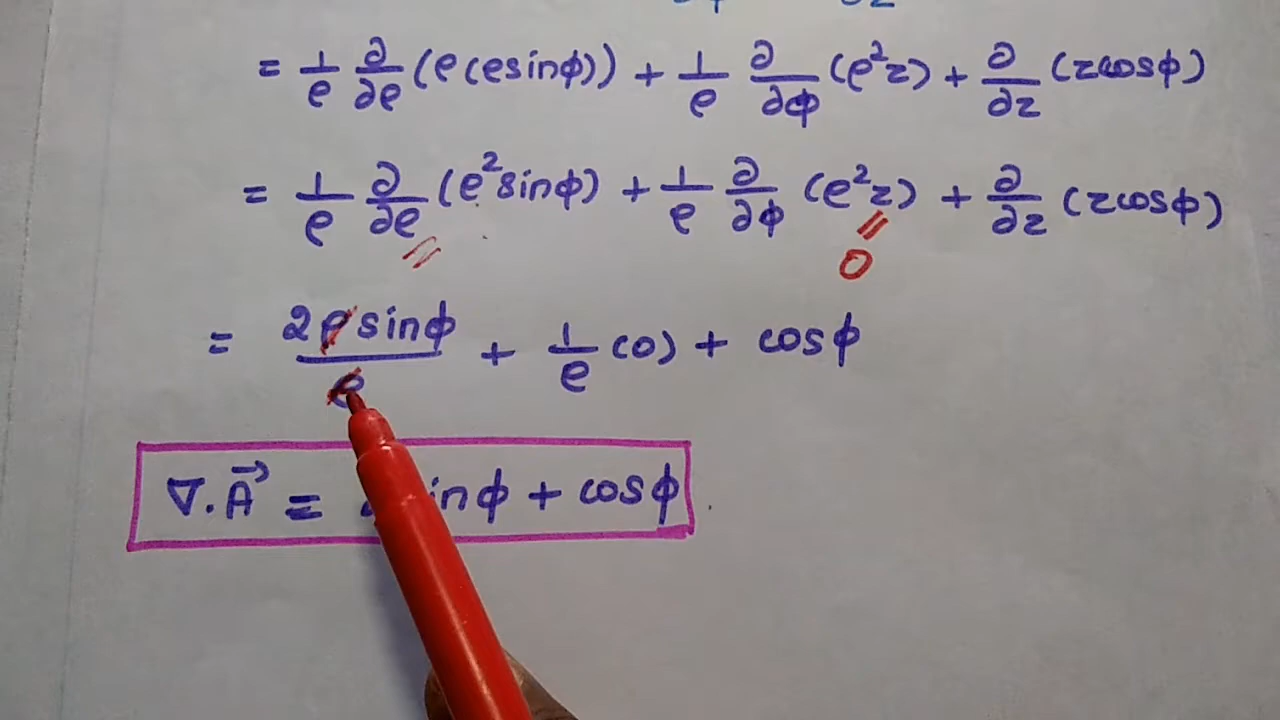 ∂φ ∂z
= 1/ρ ∂/∂ρ (ρ(ρsinφ)) + 1/ρ ∂/∂φ (ρ²z) + ∂/∂z (zcosφ)
= 1/ρ ∂/∂ρ (ρ²sinφ) + 1/ρ ∂/∂φ (ρ²z) + ∂/∂z (zcosφ)
0
= 2ρsinφ/ρ + 1/ρ (0) + cosφ
∇.A⃗ = inφ + cosφ